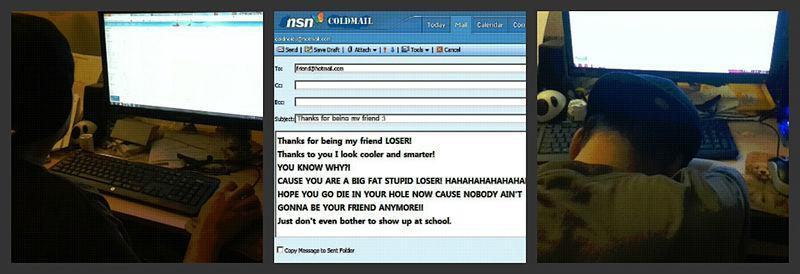 nsn COLDMAIL
Today Mail Calendar
Send Save Draft Attach Tools Cancel
To: friend@hotmail.com
Cc:
Bcc:
Subject: Thanks for being my friend :)
Thanks for being my friend LOSER!
Thanks to you I look cooler and smarter!
YOU KNOW WHY?!
CAUSE YOU ARE A BIG FAT STUPID LOSER! HAHAHAHAHAHAHA
HOPE YOU GO DIE IN YOUR HOLE NOW CAUSE NOBODY AIN'T
GONNA BE YOUR FRIEND ANYMORE!!
Just don't even bother to show up at school.
Copy Message to Sent Folder